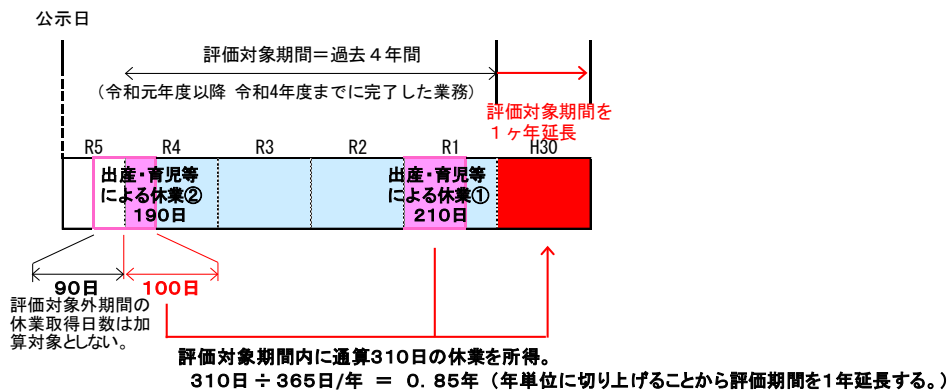 公示日
評価対象期間＝過去４年間
（令和元年度以降 令和4年度までに完了した業務）
評価対象期間を
１ヶ年延長
R5 R4 R3 R2 R1 H30
出産・育児等
による休業②
190日
出産・育児等
による休業①
210日
90日
100日
評価対象外期間の
休業取得日数は加
算対象としない。
評価対象期間内に通算310日の休業を所得。
310日÷365日/年 ＝ 0.85年（年単位に切り上げることから評価期間を1年延長する。）